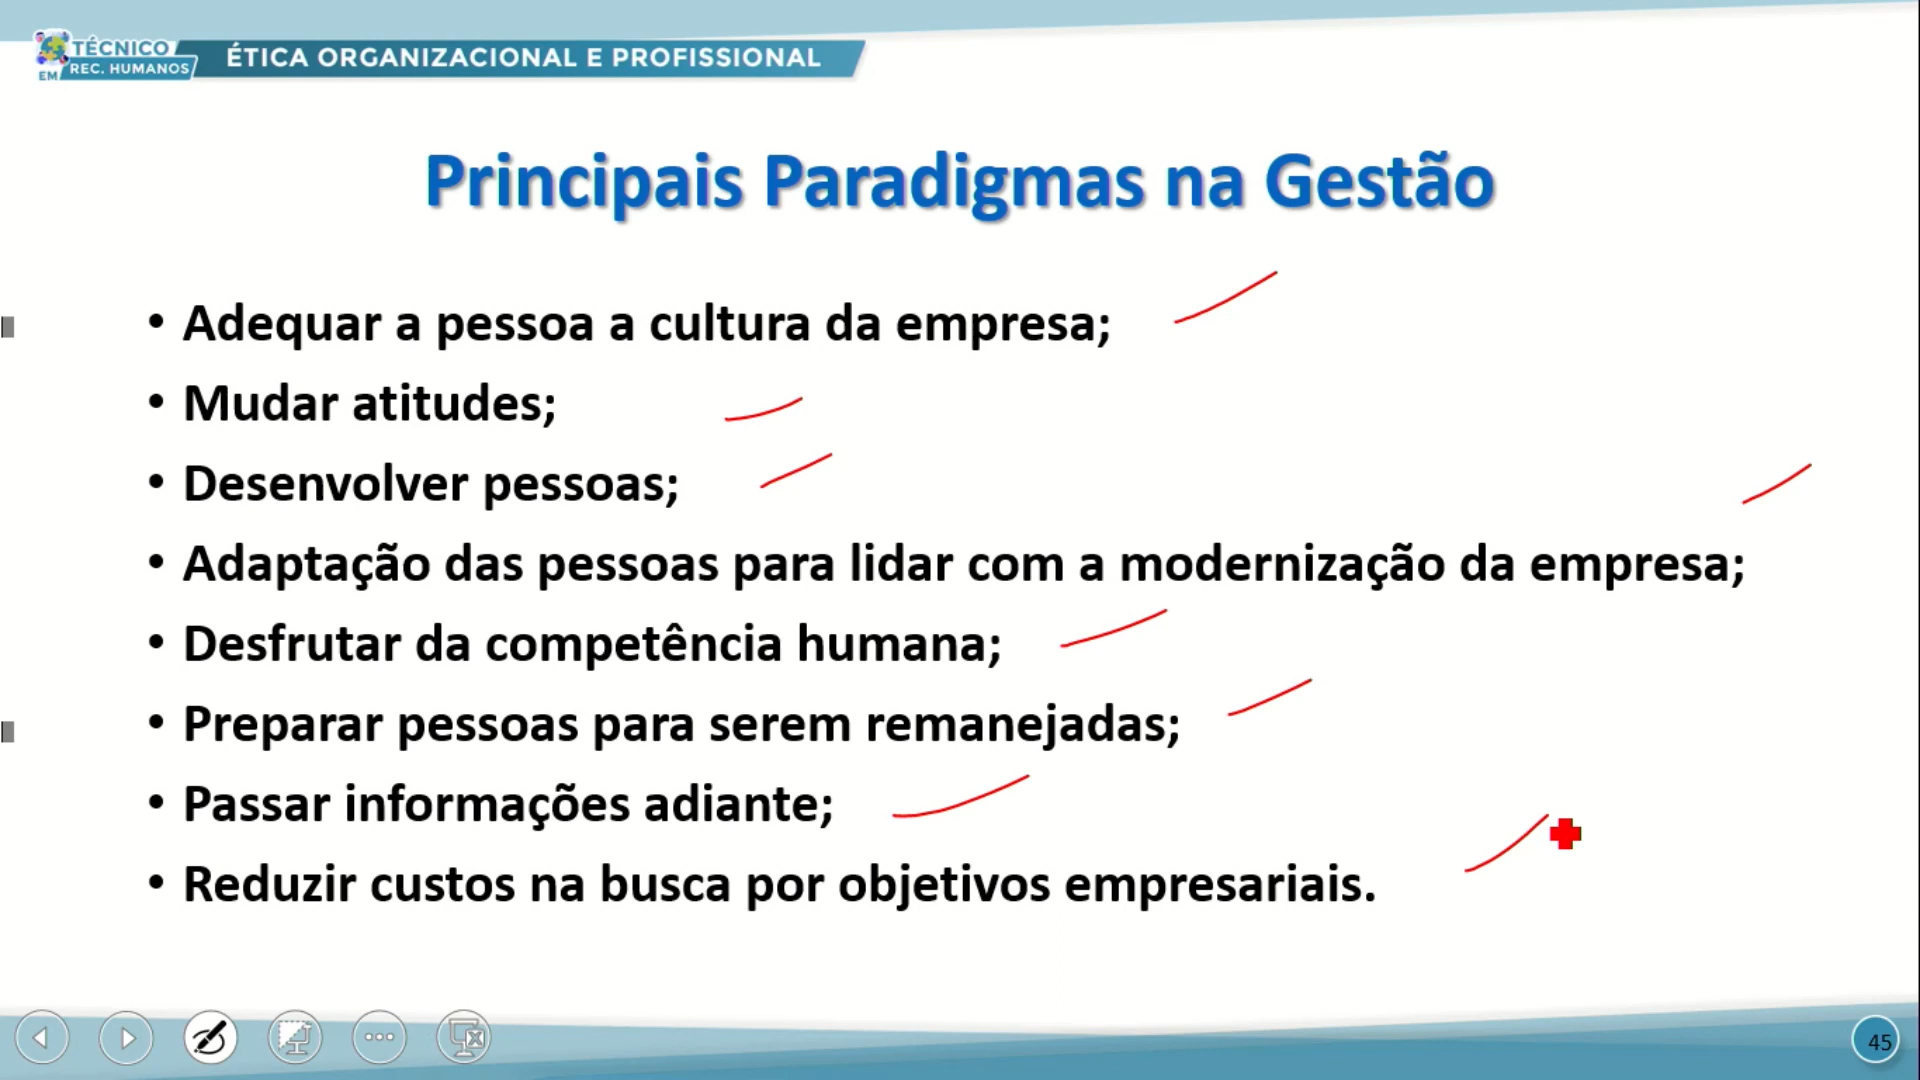 TÉCNICO
EM REC. HUMANOS
ÉTICA ORGANIZACIONAL E PROFISSIONAL
Principais Paradigmas na Gestão
• Adequar a pessoa a cultura da empresa;
• Mudar atitudes;
• Desenvolver pessoas;
• Adaptação das pessoas para lidar com a modernização da empresa;
• Desfrutar da competência humana;
• Preparar pessoas para serem remanejadas;
• Passar informações adiante;
• Reduzir custos na busca por objetivos empresariais.
45